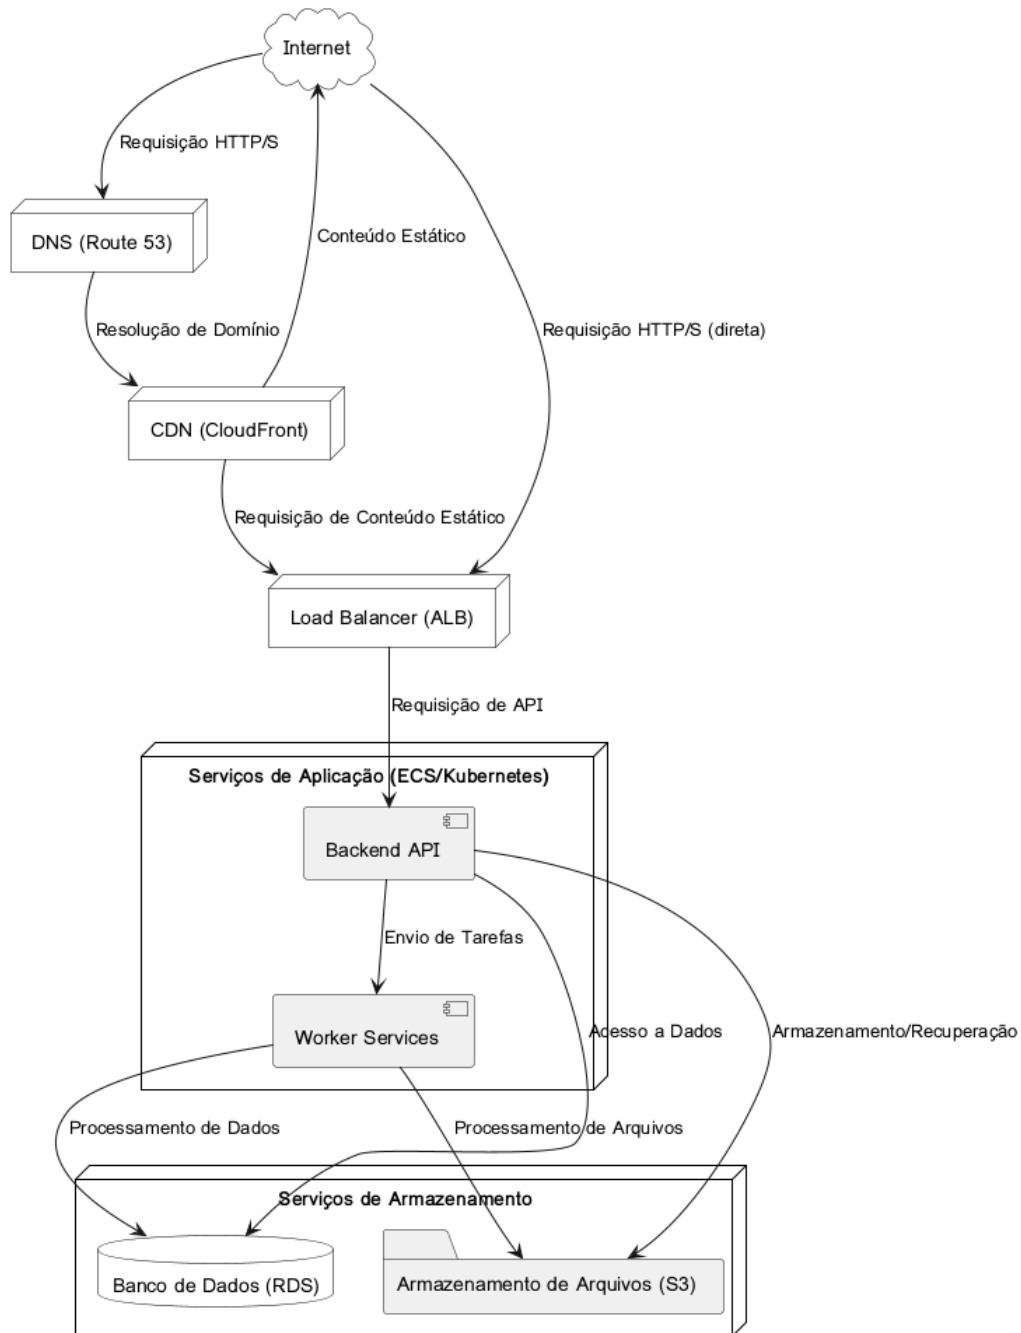 Internet
Requisição HTTP/S
DNS (Route 53)
Conteúdo Estático
Resolução de Domínio
Requisição HTTP/S (direta)
CDN (CloudFront)
Requisição de Conteúdo Estático
Load Balancer (ALB)
Requisição de API
Serviços de Aplicação (ECS/Kubernetes)
Backend API
Envio de Tarefas
Worker Services
Acesso a Dados
Armazenamento/Recuperação
Processamento de Dados
Processamento de Arquivos
Serviços de Armazenamento
Banco de Dados (RDS)
Armazenamento de Arquivos (S3)